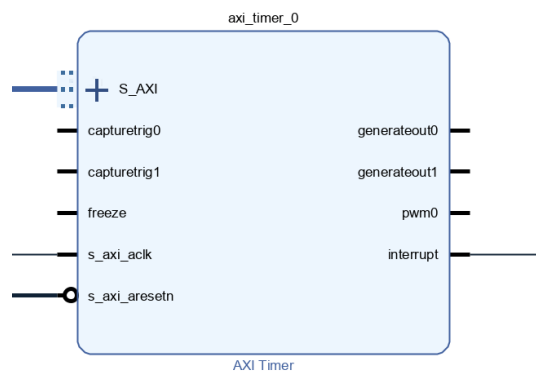 axi_timer_0
S_AXI
capturetrig0
capturetrig1
freeze
s_axi_aclk
s_axi_aresetn
generateout0
generateout1
pwm0
interrupt
AXI Timer